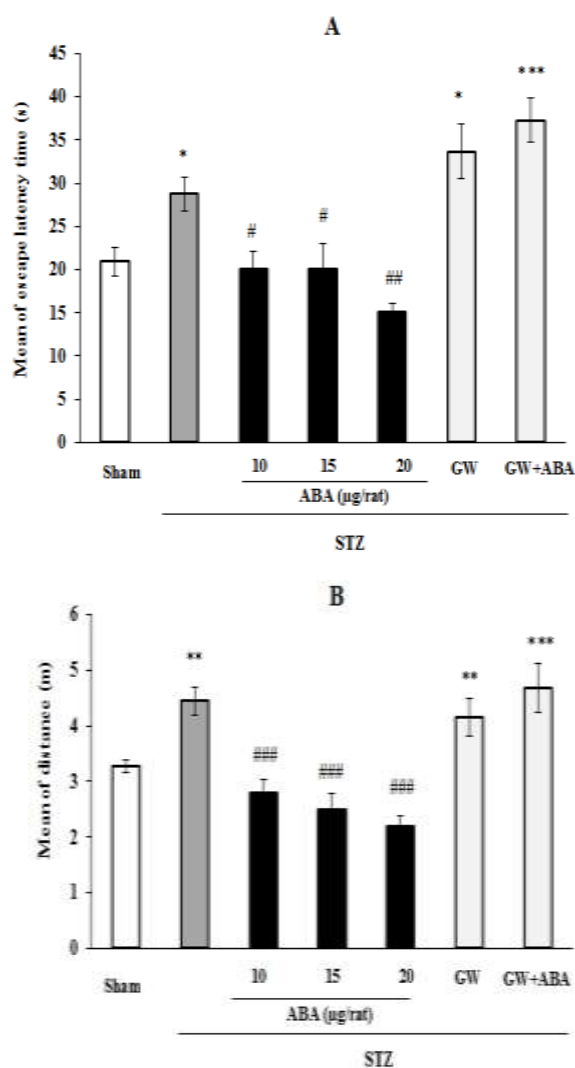 A
Mean of escape latency time (s)
45
40
35
30
25
20
15
10
5
0
*
#
#
##
*
***
Sham
10
15
20
GW
GW+ABA
ABA (µg/rat)
STZ
B
Mean of distance (m)
6
5
4
3
2
1
0
**
###
###
###
**
***
Sham
10
15
20
GW
GW+ABA
ABA (µg/rat)
STZ